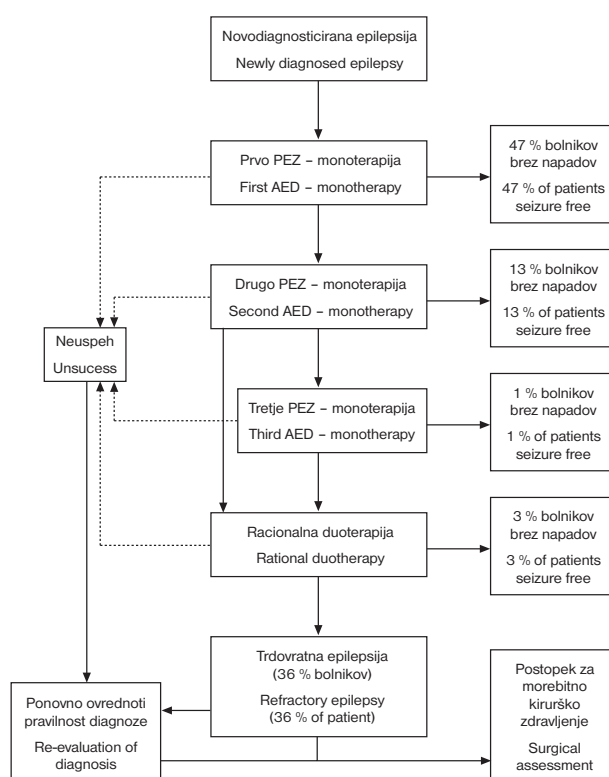 Novodiagnosticirana epilepsija
Newly diagnosed epilepsy
Prvo PEZ – monoterapija
First AED – monotherapy
47 % bolnikov
brez napadov
47 % of patients
seizure free
Drugo PEZ – monoterapija
Second AED – monotherapy
13 % bolnikov
brez napadov
13 % of patients
seizure free
Neuspeh
Unsucess
Tretje PEZ – monoterapija
Third AED – monotherapy
1 % bolnikov
brez napadov
1 % of patients
seizure free
Racionalna duoterapija
Rational duotherapy
3 % bolnikov
brez napadov
3 % of patients
seizure free
Trdovratna epilepsija
(36 % bolnikov)
Refractory epilepsy
(36 % of patient)
Ponovno ovrednoti
pravilnost diagnoze
Re-evaluation of
diagnosis
Postopek za
morebitno
kirurško
zdravljenje
Surgical
assessment